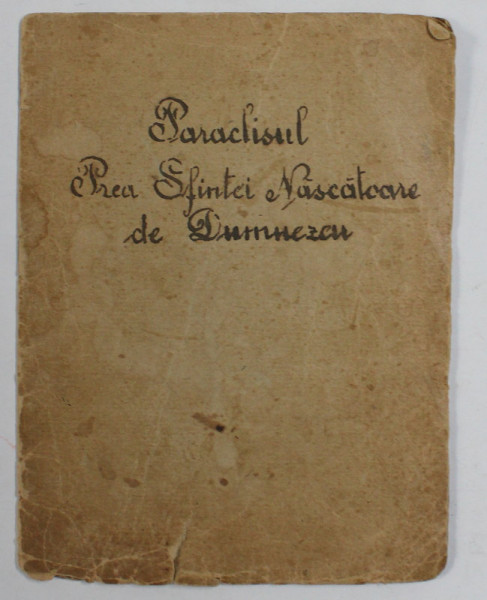 Paraclisul
Prea Sfintei Născătoare
de Dumnezeu